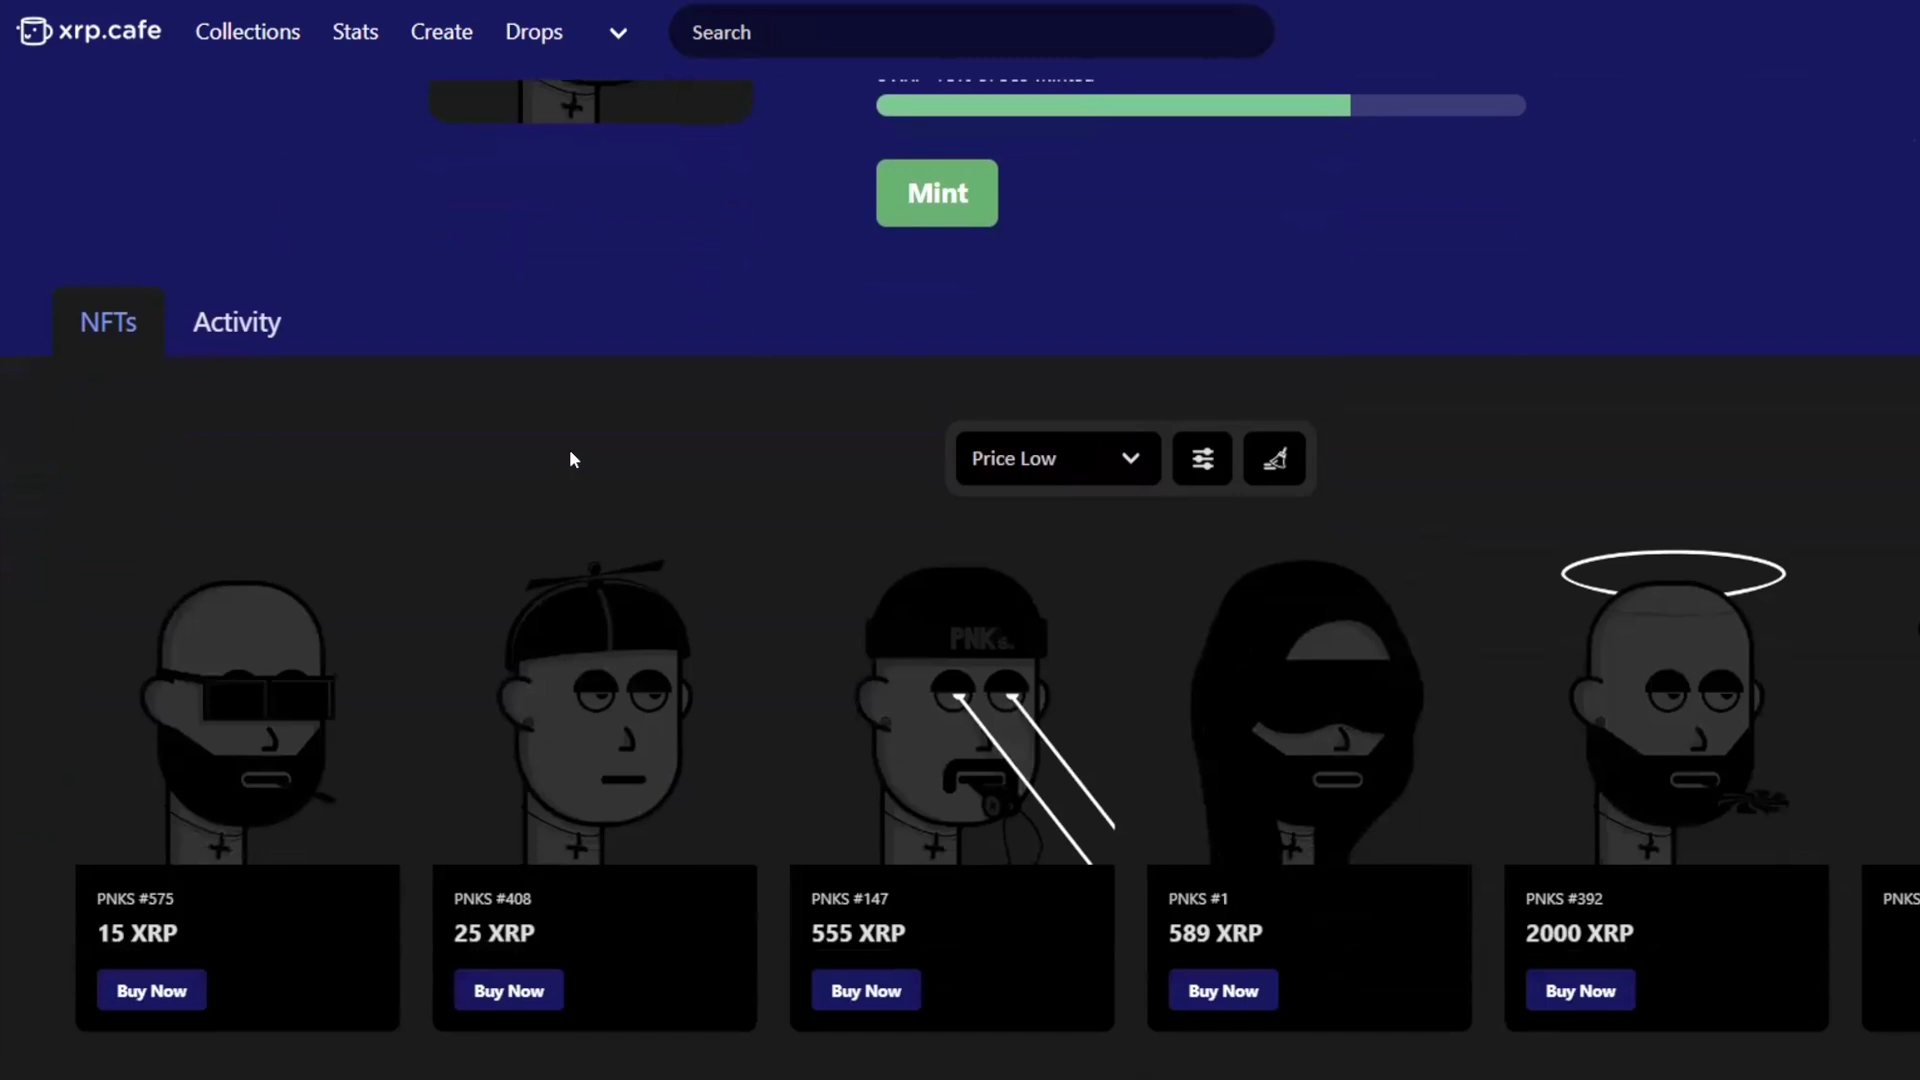 xrp.cafe
Collections
Stats
Create
Drops
Search
Mint
NFTs
Activity
Price Low
PNKs.
PNKS #575
15 XRP
Buy Now
PNKS #408
25 XRP
Buy Now
PNKS #147
555 XRP
Buy Now
PNKS #1
589 XRP
Buy Now
PNKS #392
2000 XRP
Buy Now
PNKS